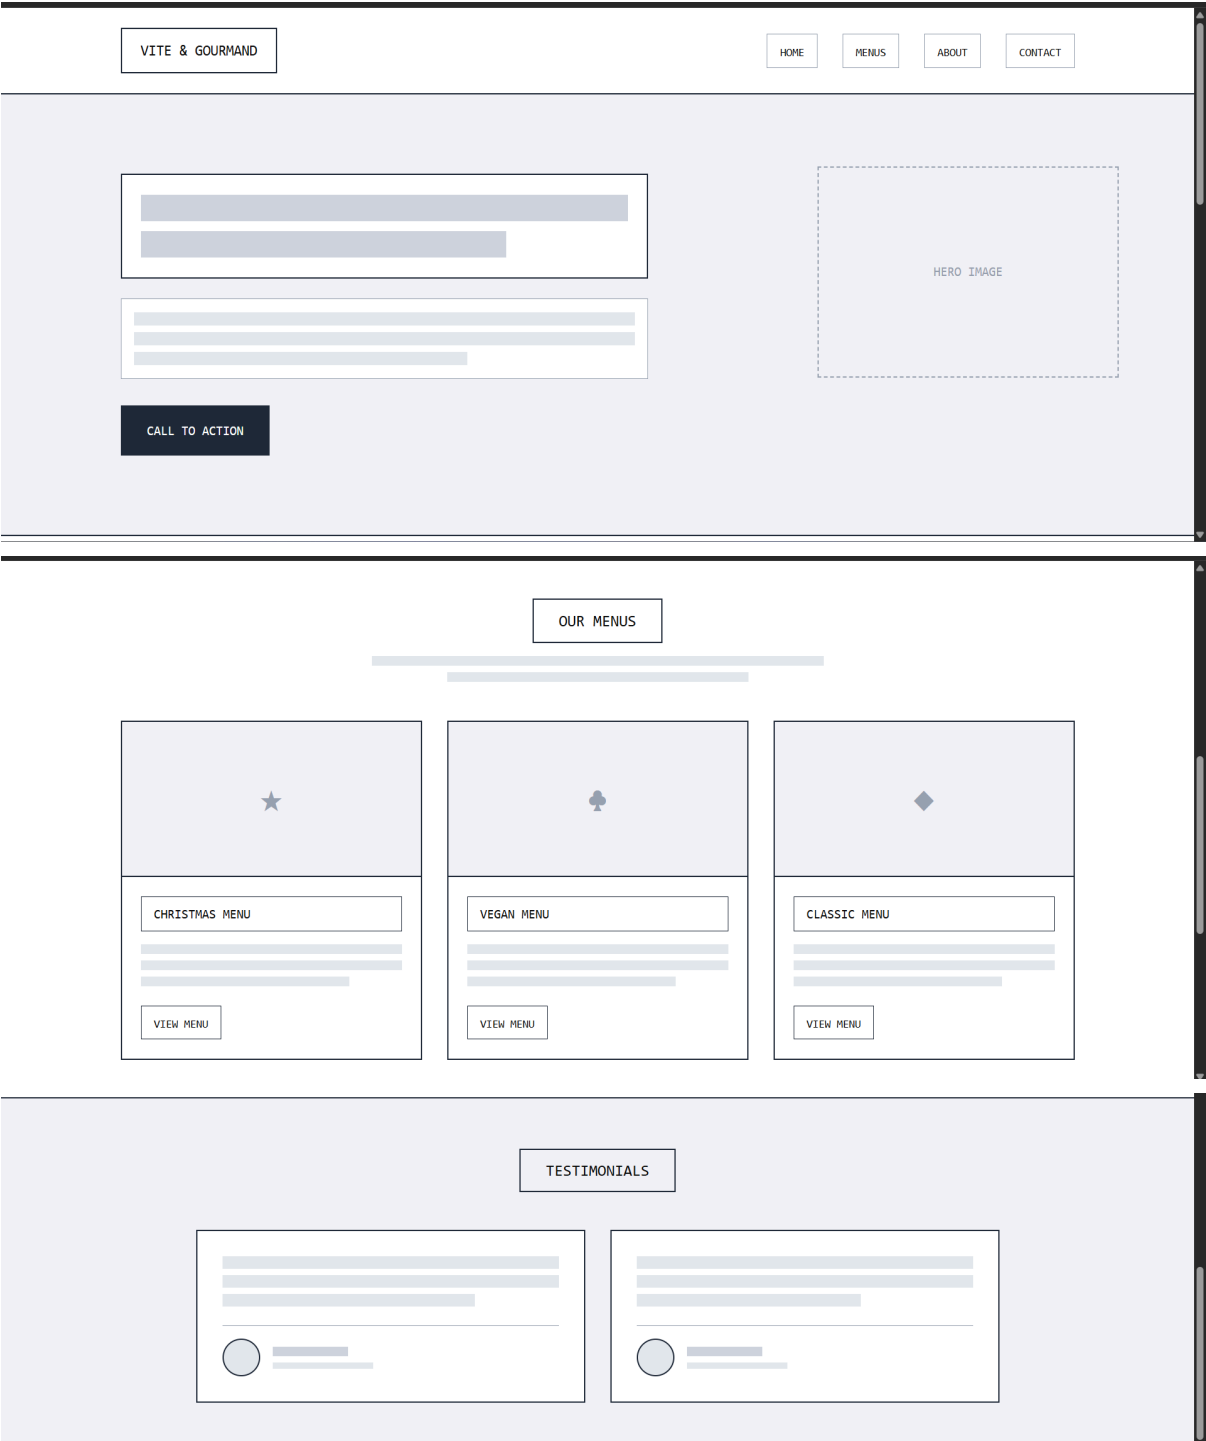 VITE & GOURMAND
HOME MENUS ABOUT CONTACT
HERO IMAGE
CALL TO ACTION
OUR MENUS
CHRISTMAS MENU
VEGAN MENU
CLASSIC MENU
VIEW MENU
VIEW MENU
VIEW MENU
TESTIMONIALS